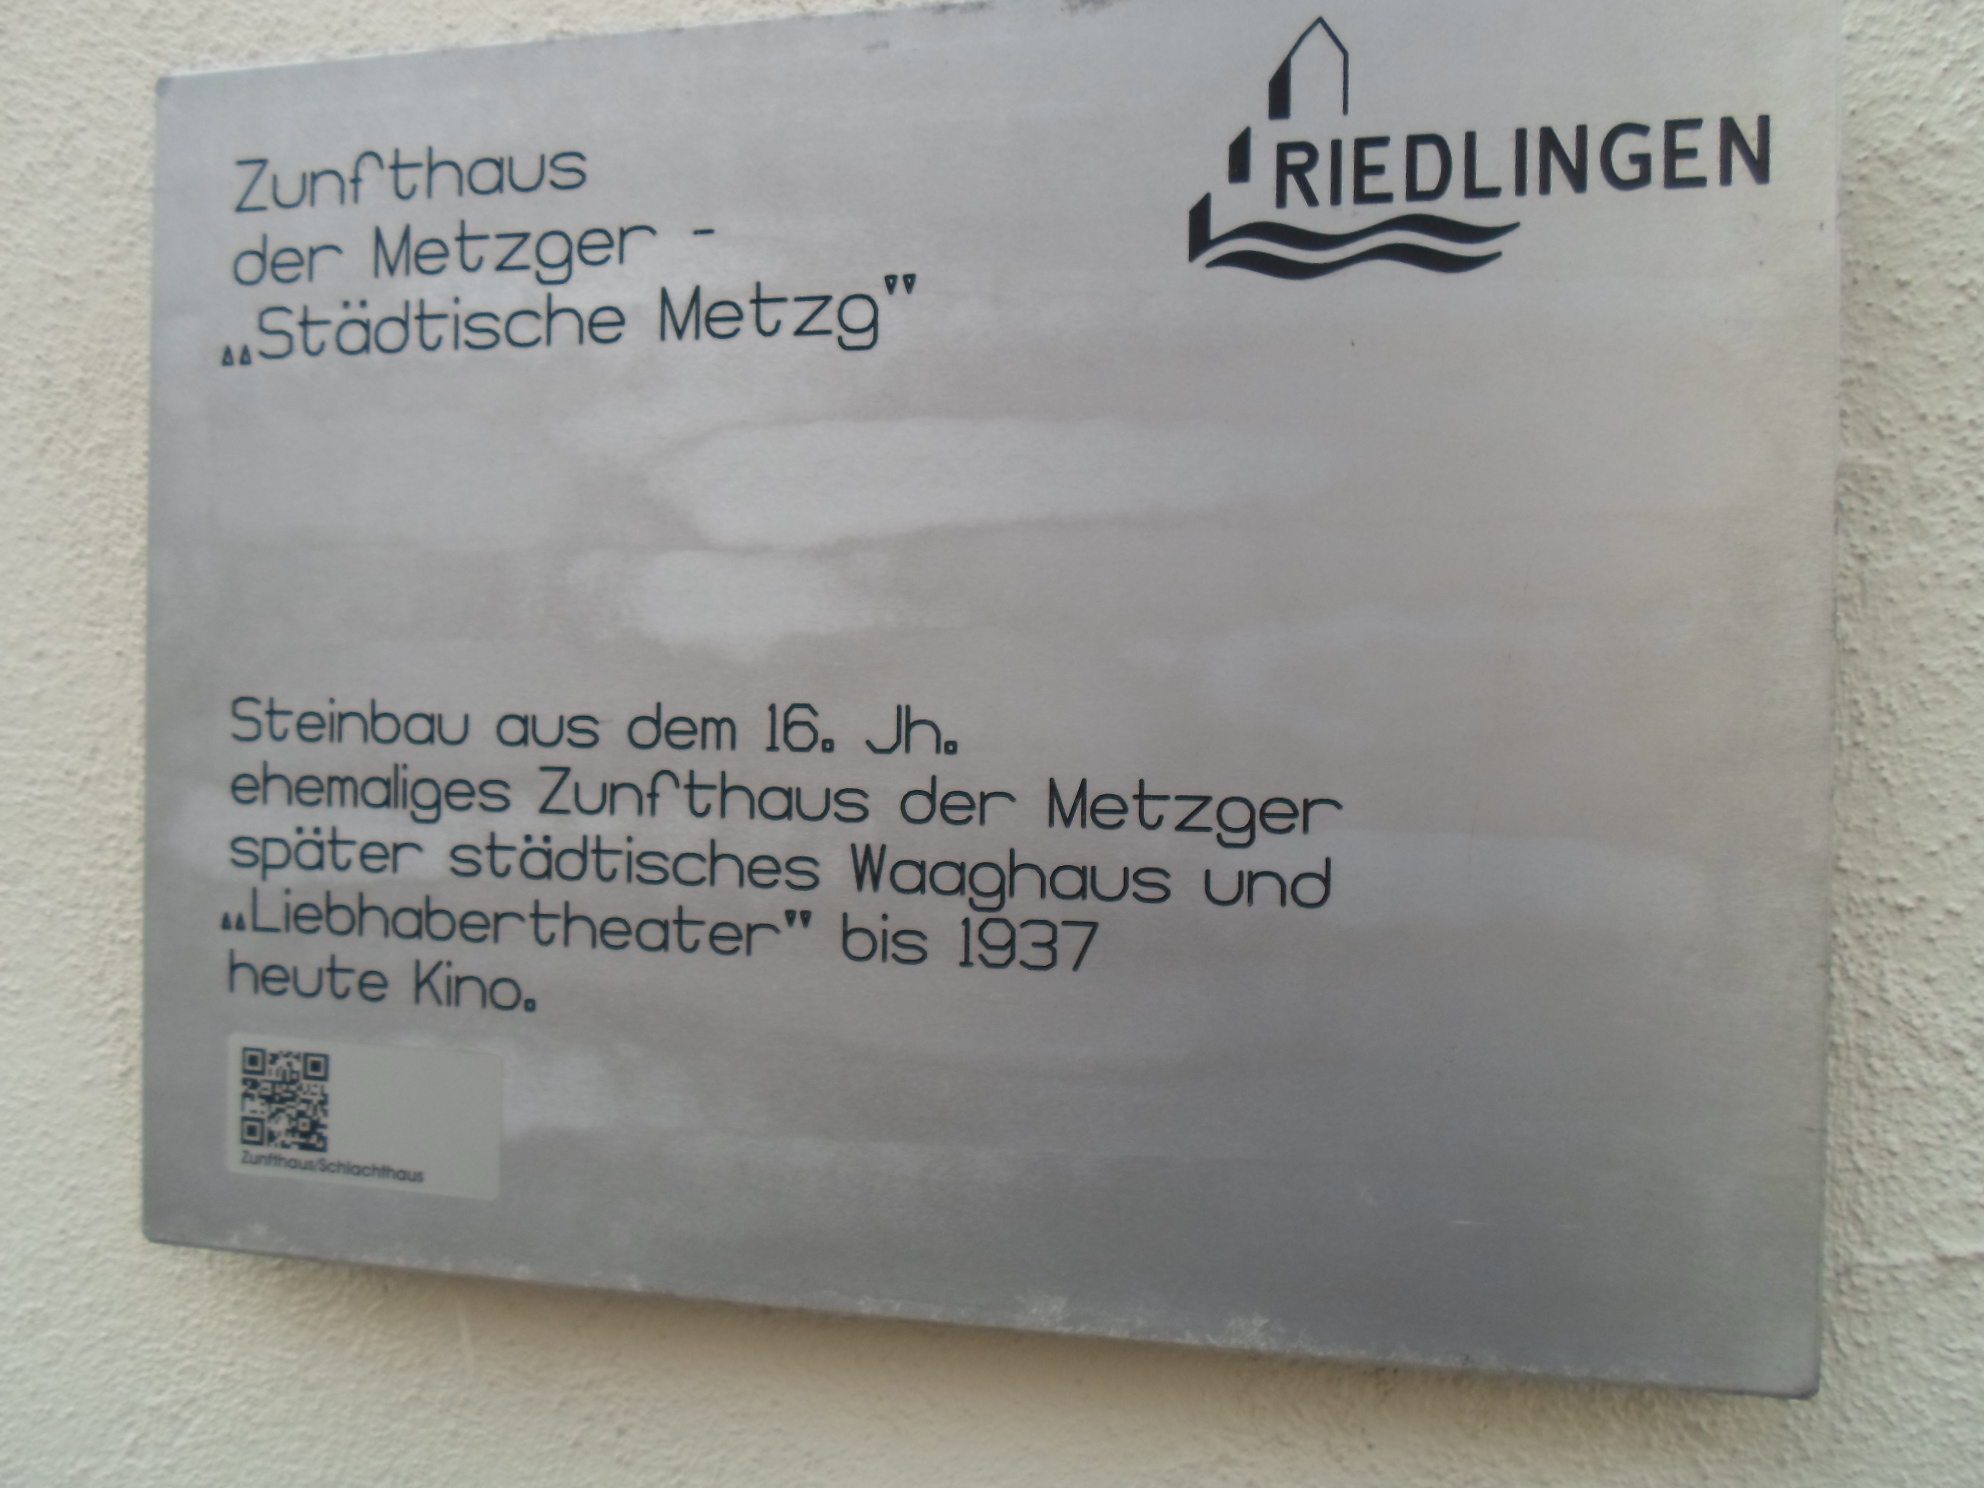 RIEDLINGEN
Zunfthaus
der Metzger -
„Städtische Metzg"
Steinbau aus dem 16. Jh.
ehemaliges Zunfthaus der Metzger
später städtisches Waaghaus und
„Liebhabertheater" bis 1937
heute Kino.
Zunfthaus/Schlachthaus